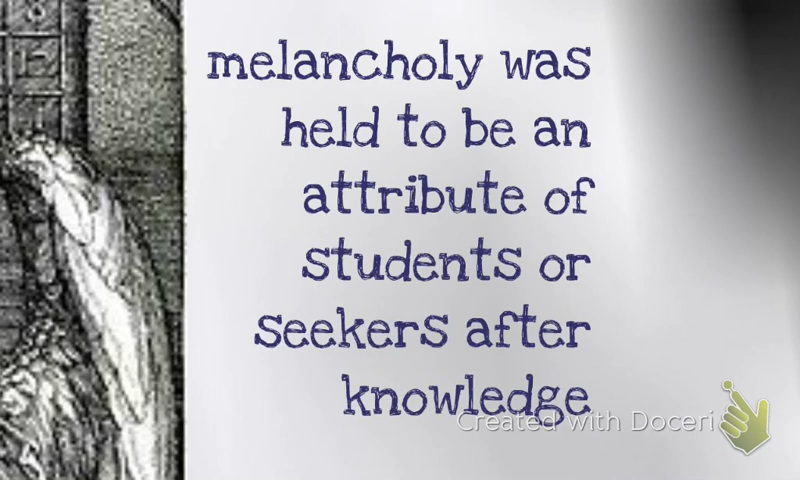 melancholy was
held to be an
attribute of
students or
seekers after
knowledge
Created with Doceri